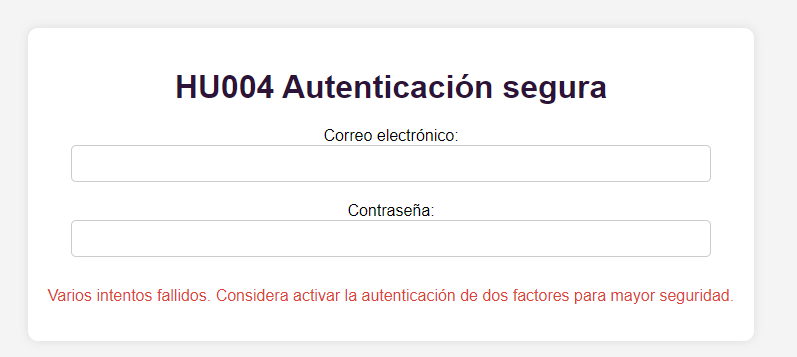 HU004 Autenticación segura
Correo electrónico:
Contraseña:
Varios intentos fallidos. Considera activar la autenticación de dos factores para mayor seguridad.